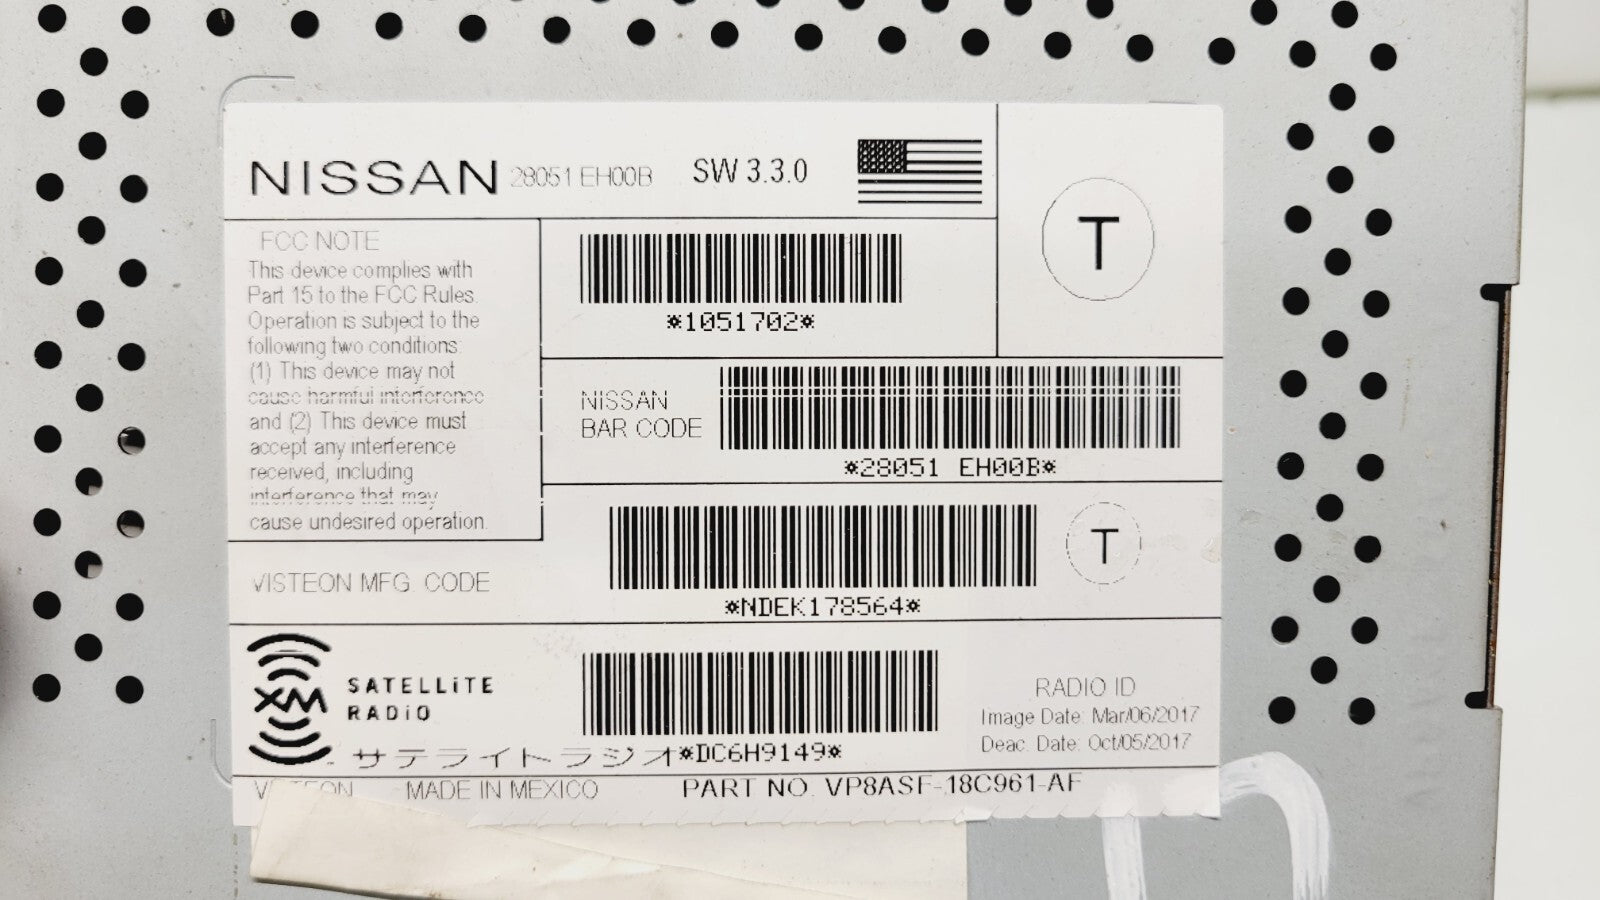 NISSAN 28051 EH00B SW 3.3.0
T
FCC NOTE
This device complies with
Part 15 to the FCC Rules.
Operation is subject to the
following two conditions:
(1) This device may not
cause harmful interference
and (2) This device must
accept any interference
received, including
interference that may
cause undesired operation.
*1051702*
NISSAN
BAR CODE
*28051 EH00B*
VISTEON MFG. CODE
*NDEK178564*
T
XM SATELLiTE
RADiO
サテライトラジオ*DC6H9149*
RADIO ID
Image Date: Mar/06/2017
Deac. Date: Oct/05/2017
VISTEON MADE IN MEXICO PART NO. VP8ASF-18C961-AF